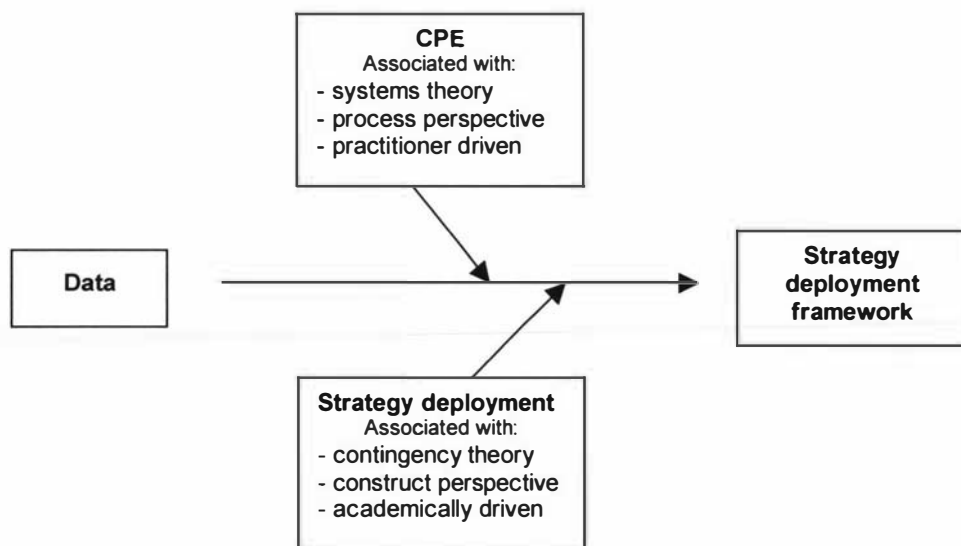 CPE
Associated with:
- systems theory
- process perspective
- practitioner driven
Data
Strategy
deployment
framework
Strategy deployment
Associated with:
- contingency theory
- construct perspective
- academically driven